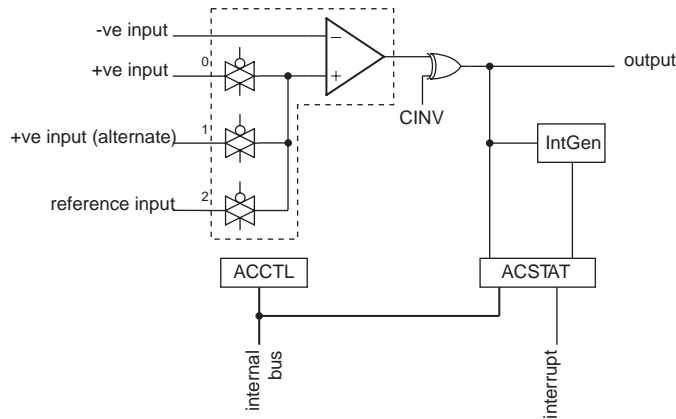 -ve input
−
0
+ve input
+
output
CINV
1
+ve input (alternate)
IntGen
2
reference input
ACCTL
ACSTAT
internal
bus
interrupt